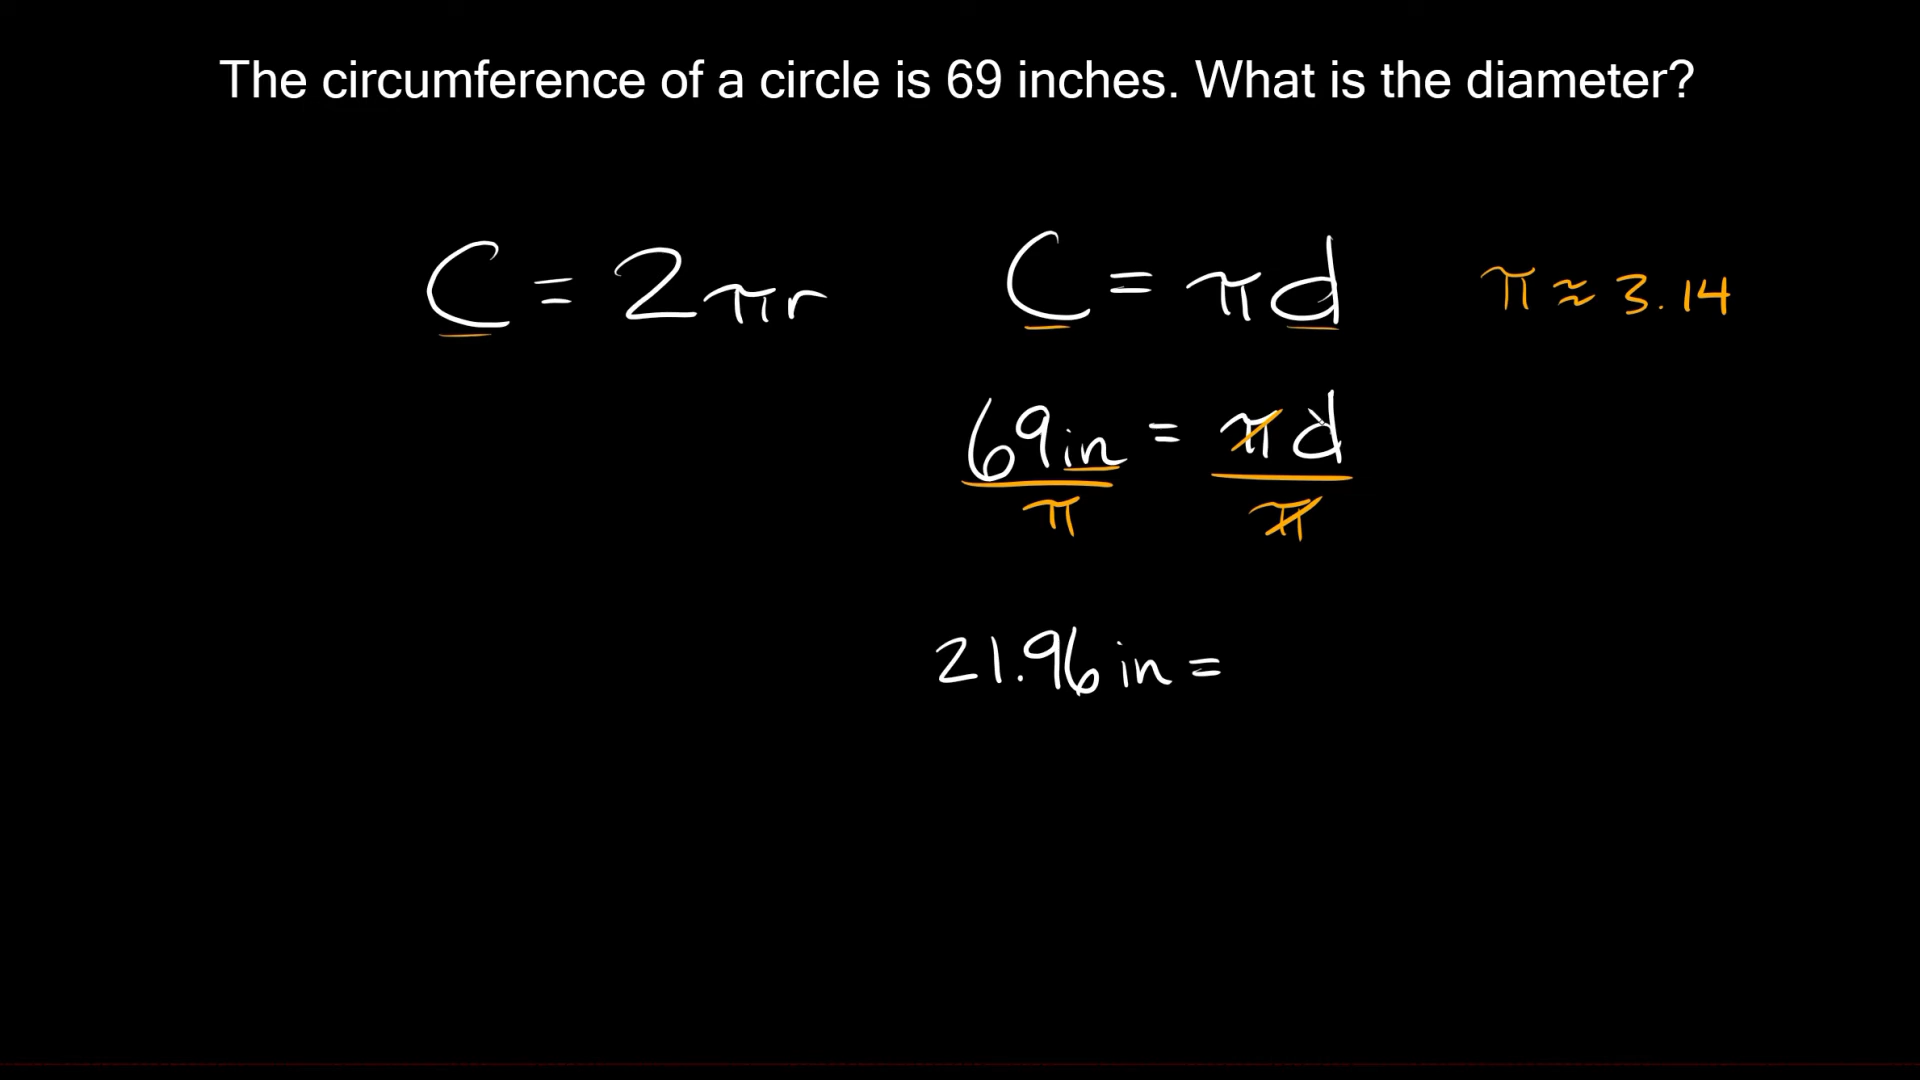 The circumference of a circle is 69 inches. What is the diameter?
C = 2πr C = πd π ≈ 3.14
69in = πd
π π
21.96 in =